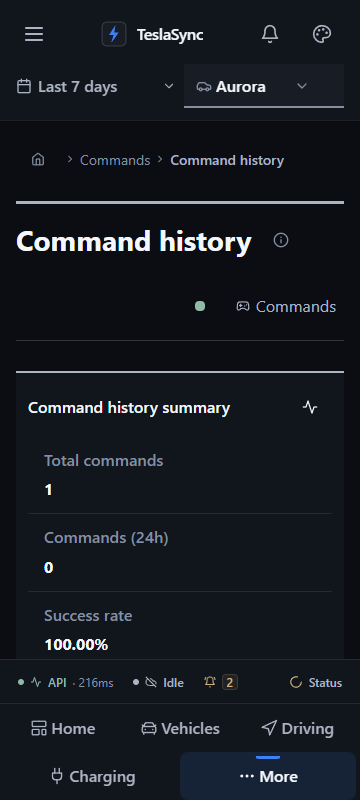 TeslaSync
Last 7 days
Aurora
Commands
Command history
Command history
Commands
Command history summary
Total commands
1
Commands (24h)
0
Success rate
100.00%
API · 216ms
Idle
2
Status
Home
Vehicles
Driving
Charging
More